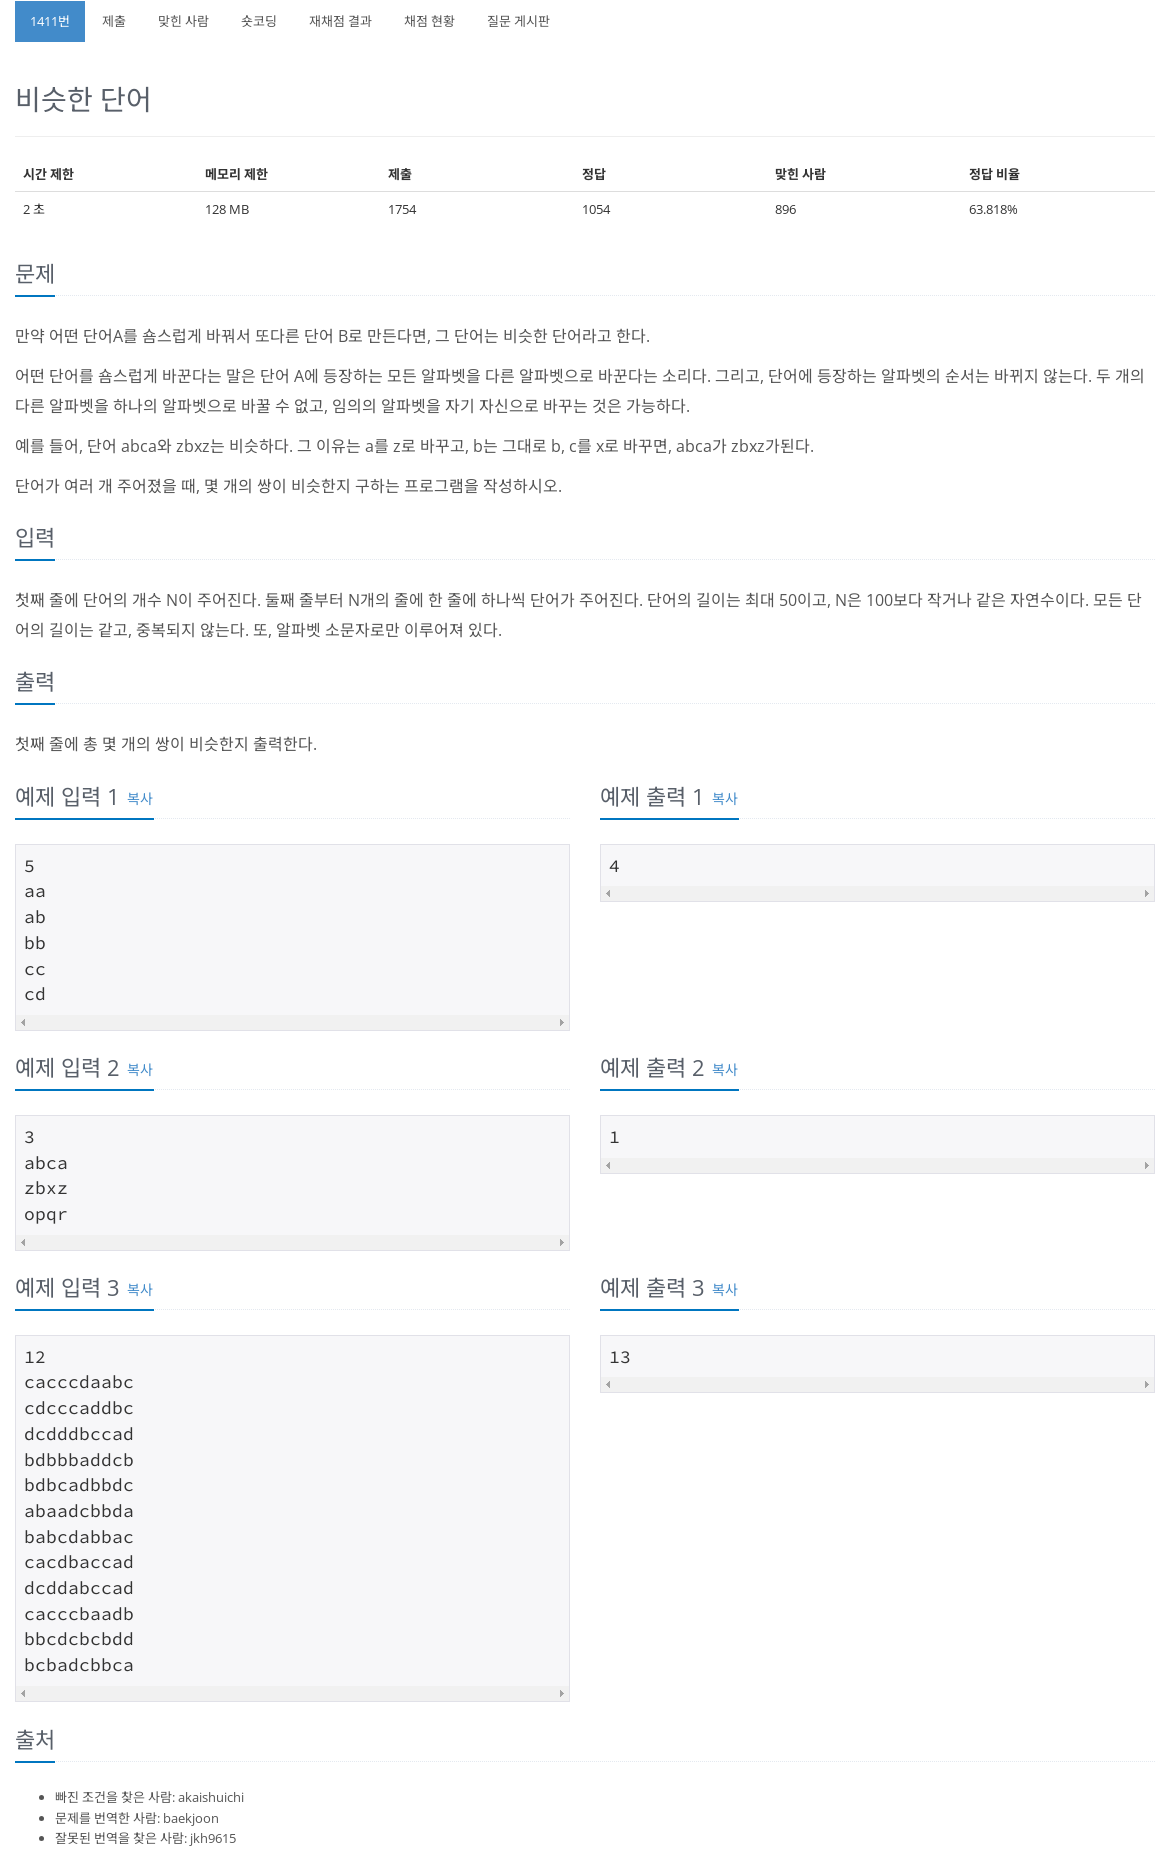 1411번 제출 맞힌 사람 숏코딩 재채점 결과 채점 현황 질문 게시판
비슷한 단어
시간 제한 메모리 제한 제출 정답 맞힌 사람 정답 비율
2 초 128 MB 1754 1054 896 63.818%
문제
만약 어떤 단어A를 숌스럽게 바꿔서 또다른 단어 B로 만든다면, 그 단어는 비슷한 단어라고 한다.
어떤 단어를 숌스럽게 바꾼다는 말은 단어 A에 등장하는 모든 알파벳을 다른 알파벳으로 바꾼다는 소리다. 그리고, 단어에 등장하는 알파벳의 순서는 바뀌지 않는다. 두 개의
다른 알파벳을 하나의 알파벳으로 바꿀 수 없고, 임의의 알파벳을 자기 자신으로 바꾸는 것은 가능하다.
예를 들어, 단어 abca와 zbxz는 비슷하다. 그 이유는 a를 z로 바꾸고, b는 그대로 b, c를 x로 바꾸면, abca가 zbxz가된다.
단어가 여러 개 주어졌을 때, 몇 개의 쌍이 비슷한지 구하는 프로그램을 작성하시오.
입력
첫째 줄에 단어의 개수 N이 주어진다. 둘째 줄부터 N개의 줄에 한 줄에 하나씩 단어가 주어진다. 단어의 길이는 최대 50이고, N은 100보다 작거나 같은 자연수이다. 모든 단
어의 길이는 같고, 중복되지 않는다. 또, 알파벳 소문자로만 이루어져 있다.
출력
첫째 줄에 총 몇 개의 쌍이 비슷한지 출력한다.
예제 입력 1 복사
5
aa
ab
bb
cc
cd
예제 출력 1 복사
4
예제 입력 2 복사
3
abca
zbxz
opqr
예제 출력 2 복사
1
예제 입력 3 복사
12
cacccdaabc
cdcccaddbc
dcdddbccad
bdbbbaddcb
bdbcadbbdc
abaadcbbda
babcdabbac
cacdbaccad
dcddabccad
cacccbaadb
bbcdcbcbdd
bcbadcbbca
예제 출력 3 복사
13
출처
빠진 조건을 찾은 사람: akaishuichi
문제를 번역한 사람: baekjoon
잘못된 번역을 찾은 사람: jkh9615